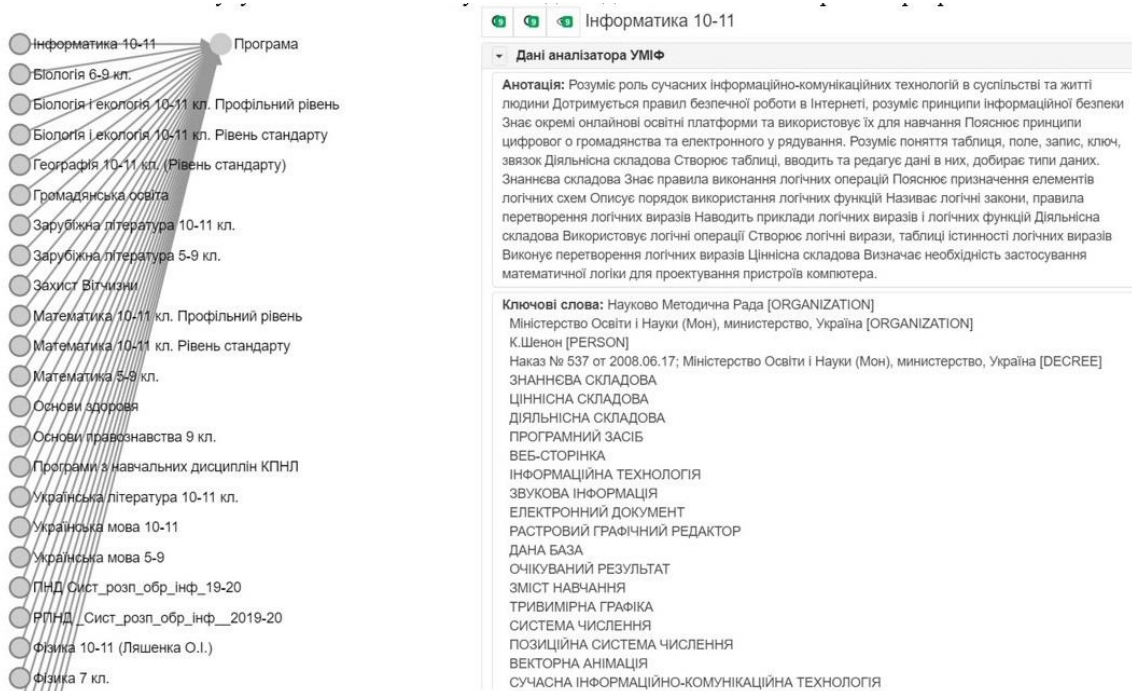 Інформатика 10-11
Програма
Біологія 6-9 кл.
Біологія і екологія 10-11 кл. Профільний рівень
Біологія і екологія 10-11 кл. Рівень стандарту
Географія 10-11 кл. (Рівень стандарту)
Громадянська освіта
Зарубіжна література 10-11 кл.
Зарубіжна література 5-9 кл.
Захист Вітчизни
Математика 10-11 кл. Профільний рівень
Математика 10-11 кл. Рівень стандарту
Математика 5-9 кл.
Основи здоровя
Основи правознавства 9 кл.
Програми з навчальних дисциплін КПНЛ
Українська література 10-11 кл.
Українська мова 10-11
Українська мова 5-9
ПНД Сист_розп_обр_інф_19-20
РПНД _Сист_розп_обр_інф__2019-20
Фізика 10-11 (Ляшенка О.І.)
Фізика 7 кл.
Інформатика 10-11
Дані аналізатора УМІФ
Анотація: Розуміє роль сучасних інформаційно-комунікаційних технологій в суспільстві та житті
людини Дотримується правил безпечної роботи в Інтернеті, розуміє принципи інформаційної безпеки
Знає окремі онлайнові освітні платформи та використовує їх для навчання Пояснює принципи
цифровог о громадянства та електронного у рядування. Розуміє поняття таблиця, поле, запис, ключ,
звязок Діяльнісна складова Створює таблиці, вводить та редагує дані в них, добирає типи даних.
Знаннєва складова Знає правила виконання логічних операцій Пояснює призначення елементів
логічних схем Описує порядок використання логічних функцій Називає логічні закони, правила
перетворення логічних виразів Наводить приклади логічних виразів і логічних функцій Діяльнісна
складова Використовує логічні операції Створює логічні вирази, таблиці істинності логічних виразів
Виконує перетворення логічних виразів Ціннісна складова Визначає необхідність застосування
математичної логіки для проектування пристроїв компютера.
Ключові слова: Науково Методична Рада [ORGANIZATION]
Міністерство Освіти і Науки (Мон), министерство, Україна [ORGANIZATION]
К.Шенон [PERSON]
Наказ № 537 от 2008.06.17; Міністерство Освіти і Науки (Мон), министерство, Україна [DECREE]
ЗНАННЄВА СКЛАДОВА
ЦІННІСНА СКЛАДОВА
ДІЯЛЬНІСНА СКЛАДОВА
ПРОГРАМНИЙ ЗАСІБ
ВЕБ-СТОРІНКА
ІНФОРМАЦІЙНА ТЕХНОЛОГІЯ
ЗВУКОВА ІНФОРМАЦІЯ
ЕЛЕКТРОННИЙ ДОКУМЕНТ
РАСТРОВИЙ ГРАФІЧНИЙ РЕДАКТОР
ДАНА БАЗА
ОЧІКУВАНИЙ РЕЗУЛЬТАТ
ЗМІСТ НАВЧАННЯ
ТРИВИМІРНА ГРАФІКА
СИСТЕМА ЧИСЛЕННЯ
ПОЗИЦІЙНА СИСТЕМА ЧИСЛЕННЯ
ВЕКТОРНА АНІМАЦІЯ
СУЧАСНА ІНФОРМАЦІЙНО-КОМУНІКАЦІЙНА ТЕХНОЛОГІЯ